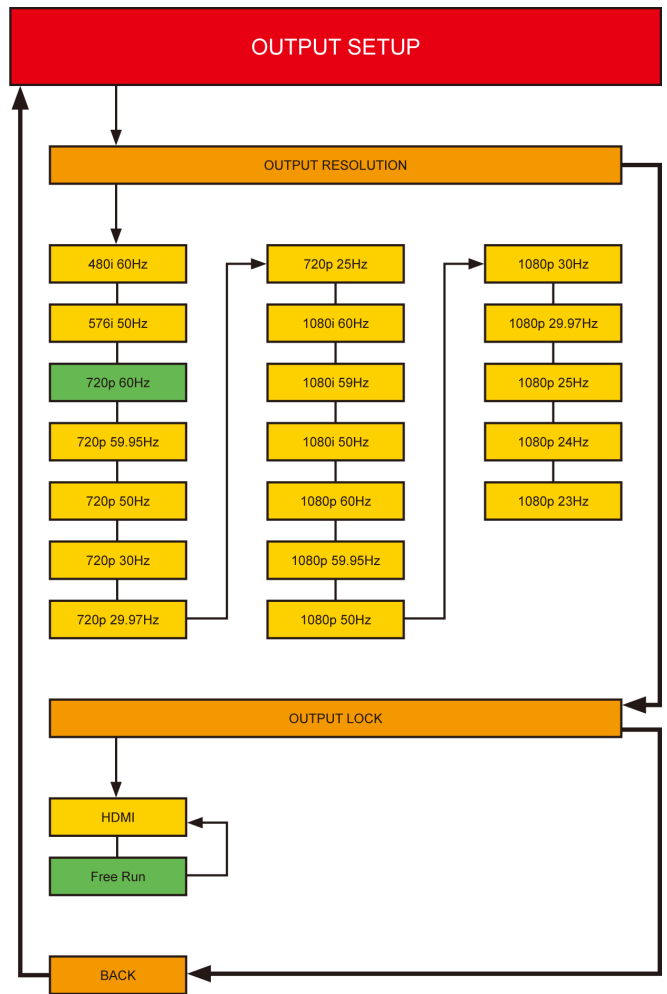 OUTPUT SETUP
OUTPUT RESOLUTION
480i 60Hz
576i 50Hz
720p 60Hz
720p 59.95Hz
720p 50Hz
720p 30Hz
720p 29.97Hz
720p 25Hz
1080i 60Hz
1080i 59Hz
1080i 50Hz
1080p 60Hz
1080p 59.95Hz
1080p 50Hz
1080p 30Hz
1080p 29.97Hz
1080p 25Hz
1080p 24Hz
1080p 23Hz
OUTPUT LOCK
HDMI
Free Run
BACK